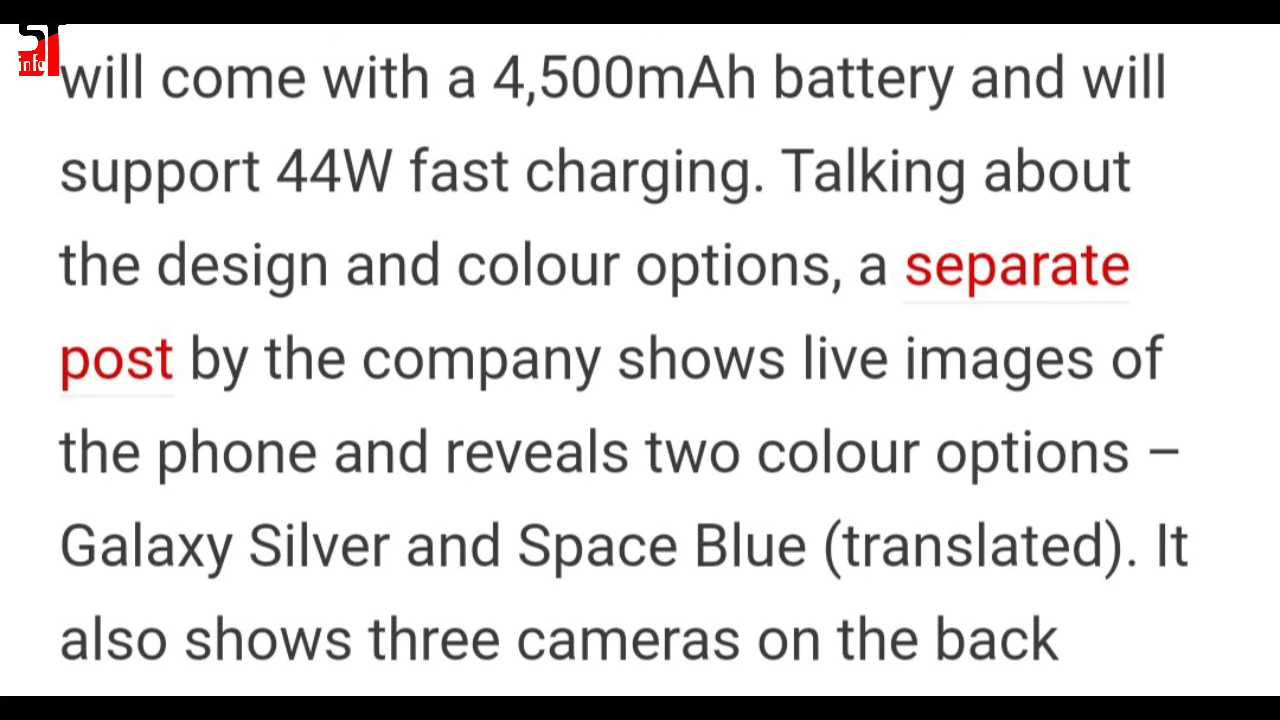 ST
info
will come with a 4,500mAh battery and will
support 44W fast charging. Talking about
the design and colour options, a separate
post by the company shows live images of
the phone and reveals two colour options –
Galaxy Silver and Space Blue (translated). It
also shows three cameras on the back